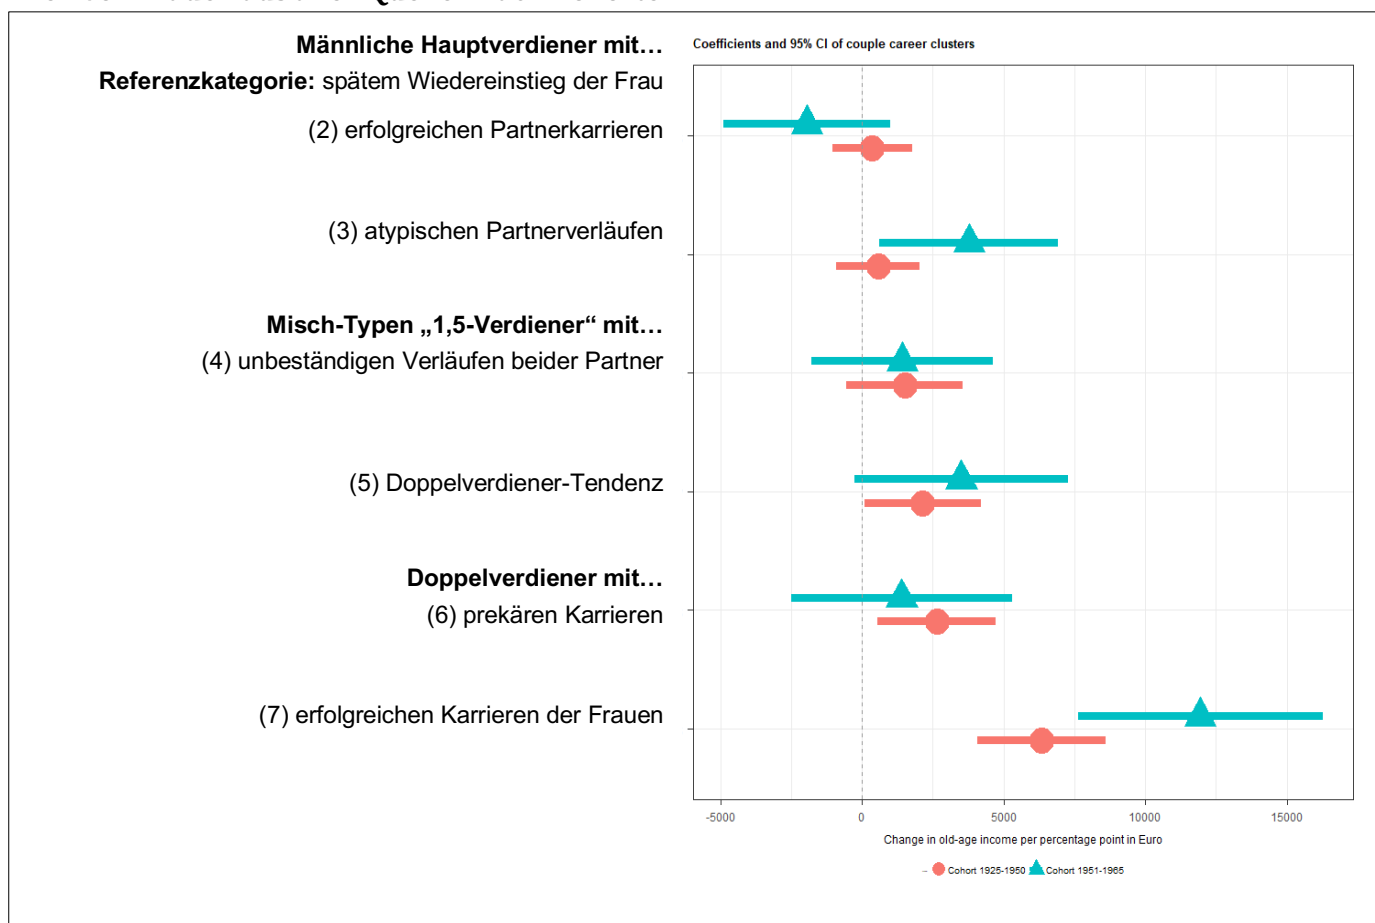 Männliche Hauptverdiener mit…
Referenzkategorie: spätem Wiedereinstieg der Frau
(2) erfolgreichen Partnerkarrieren
(3) atypischen Partnerverläufen
Misch-Typen „1,5-Verdiener“ mit…
(4) unbeständigen Verläufen beider Partner
(5) Doppelverdiener-Tendenz
Doppelverdiener mit…
(6) prekären Karrieren
(7) erfolgreichen Karrieren der Frauen
Coefficients and 95% CI of couple career clusters
-5000 0 5000 10000 15000
Change in old-age income per percentage point in Euro
Cohort 1925-1950 Cohort 1951-1965